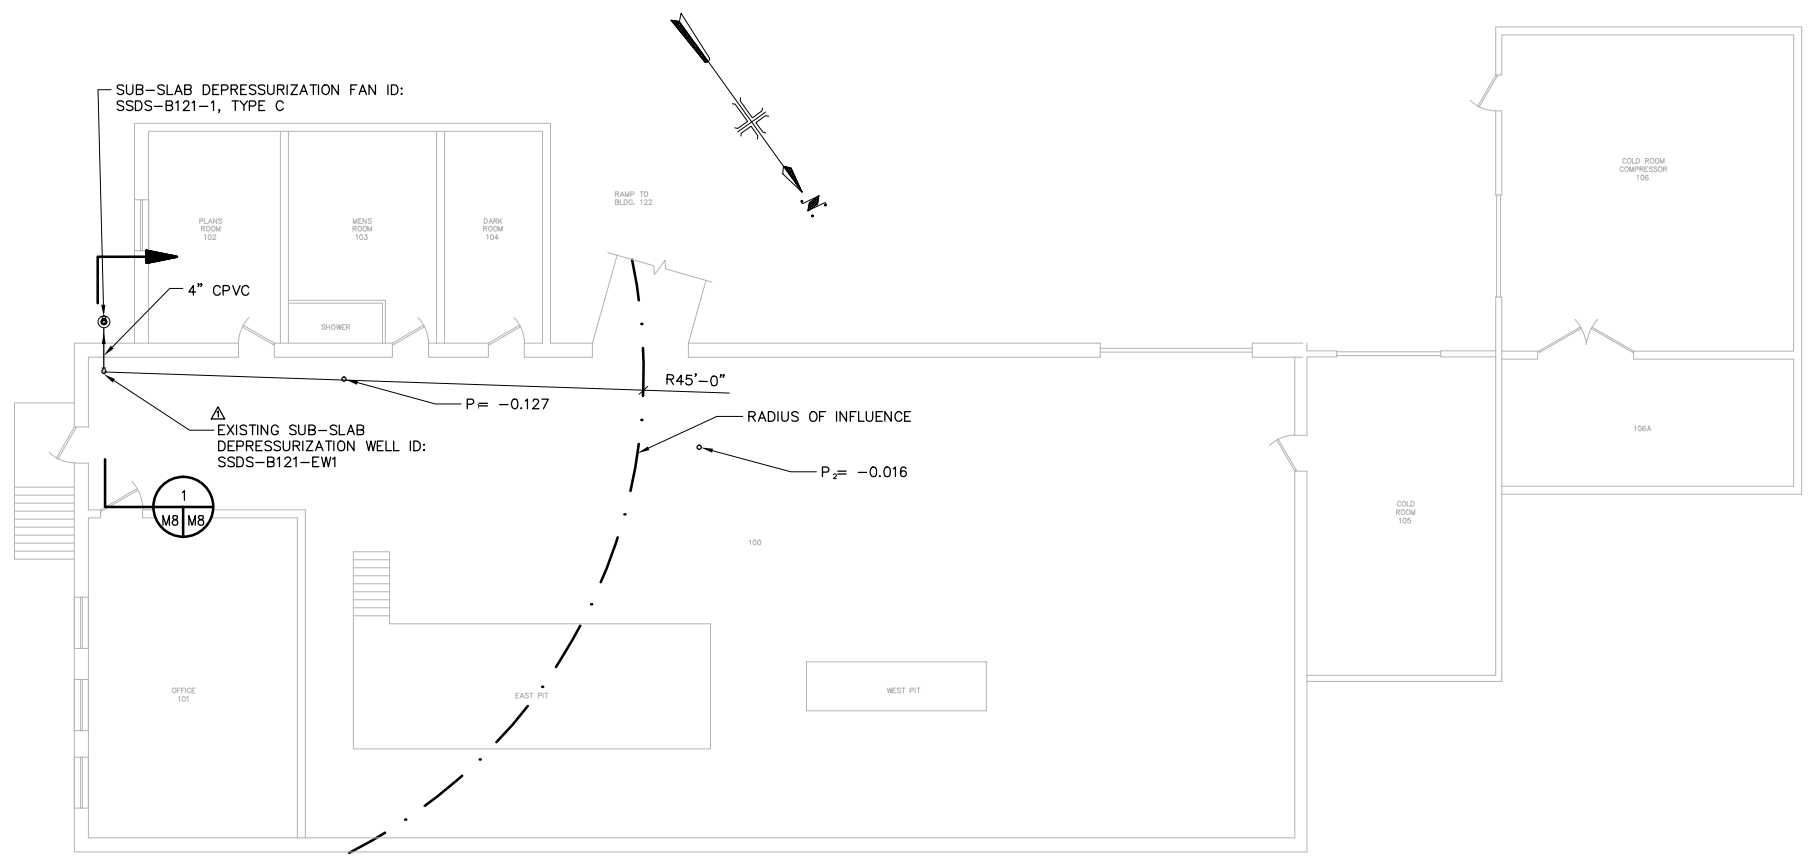 SUB-SLAB DEPRESSURIZATION FAN ID:
SSDS-B121-1, TYPE C
COLD ROOM
COMPRESSOR
106
RAMP TO
BLDG. 122
PLANS
ROOM
102
MENS
ROOM
103
DARK
ROOM
104
N
4" CPVC
SHOWER
R45'-0"
P1= -0.127
RADIUS OF INFLUENCE
1
EXISTING SUB-SLAB
DEPRESSURIZATION WELL ID:
SSDS-B121-EW1
106A
P2= -0.016
1
M8 M8
COLD
ROOM
105
100
OFFICE
101
EAST PIT
WEST PIT